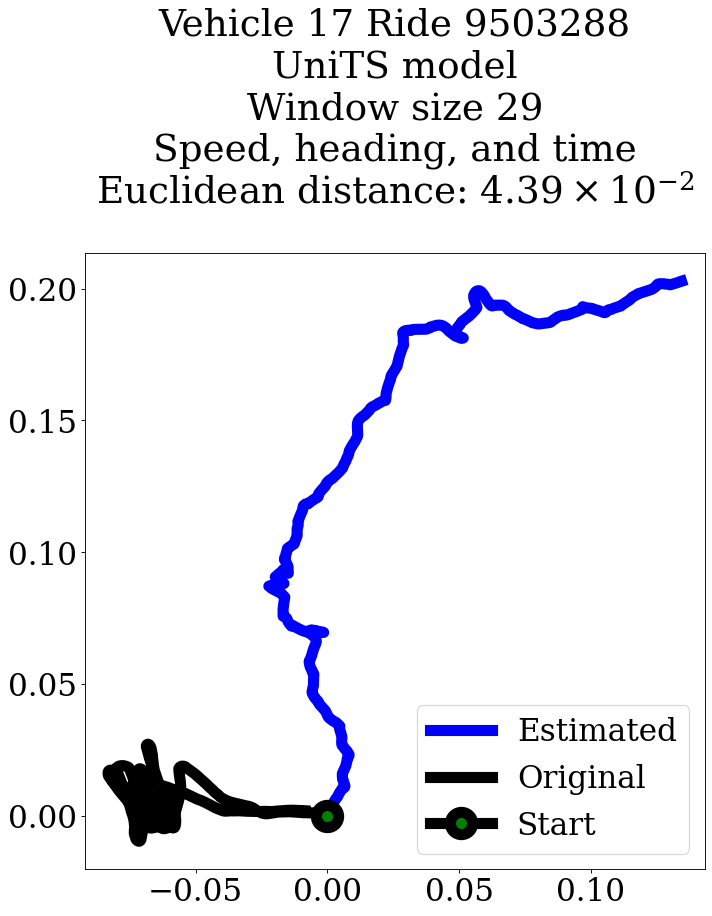 Vehicle 17 Ride 9503288
UniTS model
Window size 29
Speed, heading, and time
Euclidean distance: 4.39 × 10⁻²
0.20
0.15
0.10
0.05
0.00
−0.05 0.00 0.05 0.10
Estimated
Original
Start